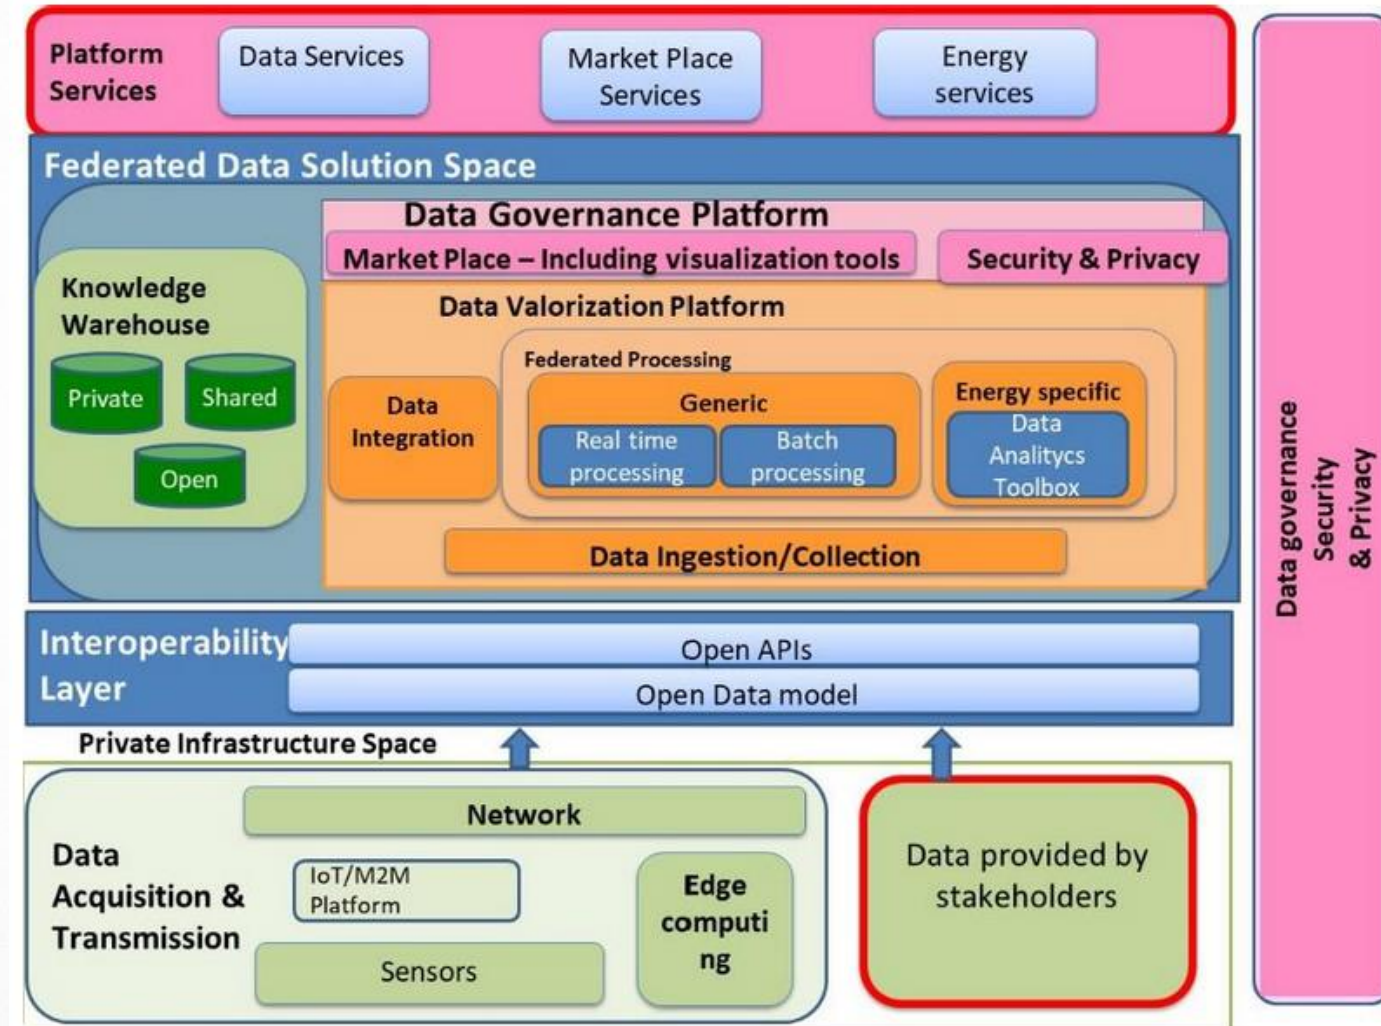 Platform
Services
Data Services
Market Place
Services
Energy
services
Federated Data Solution Space
Data Governance Platform
Market Place – Including visualization tools
Security & Privacy
Knowledge
Warehouse
Private
Shared
Open
Data Valorization Platform
Federated Processing
Data
Integration
Generic
Real time
processing
Batch
processing
Energy specific
Data
Analitycs
Toolbox
Data Ingestion/Collection
Interoperability
Layer
Open APIs
Open Data model
Private Infrastructure Space
Data
Acquisition &
Transmission
Network
IoT/M2M
Platform
Sensors
Edge
computi
ng
Data provided by
stakeholders
Data governance
Security
& Privacy